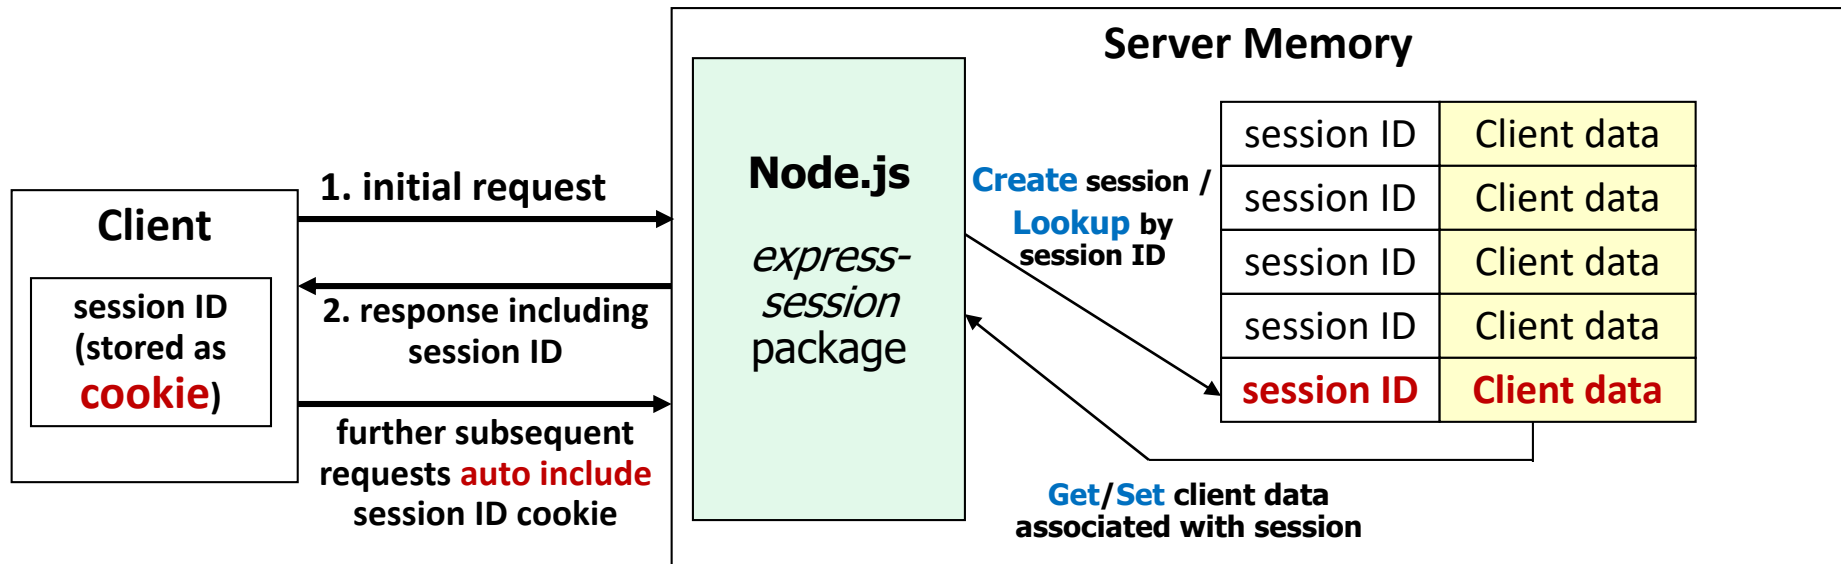 Server Memory
Client
session ID
(stored as
cookie)
1. initial request
2. response including
session ID
further subsequent
requests auto include
session ID cookie
Node.js
express-
session
package
Create session /
Lookup by
session ID
session ID Client data
session ID Client data
session ID Client data
session ID Client data
session ID Client data
Get/Set client data
associated with session